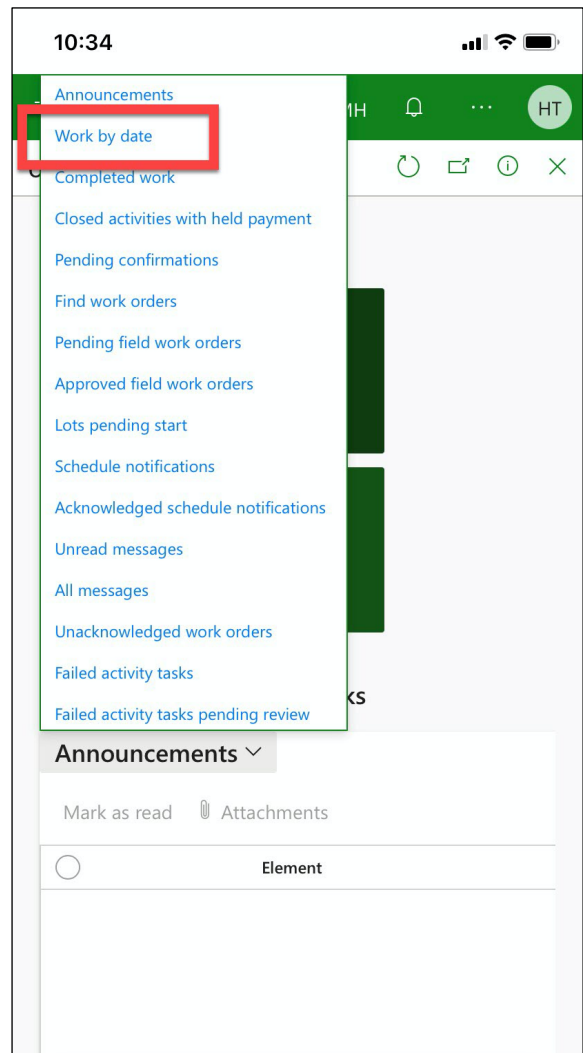 10:34
Announcements
MH
HT
Work by date
Completed work
Closed activities with held payment
Pending confirmations
Find work orders
Pending field work orders
Approved field work orders
Lots pending start
Schedule notifications
Acknowledged schedule notifications
Unread messages
All messages
Unacknowledged work orders
Failed activity tasks
Failed activity tasks pending review
ks
Announcements
Mark as read
Attachments
Element